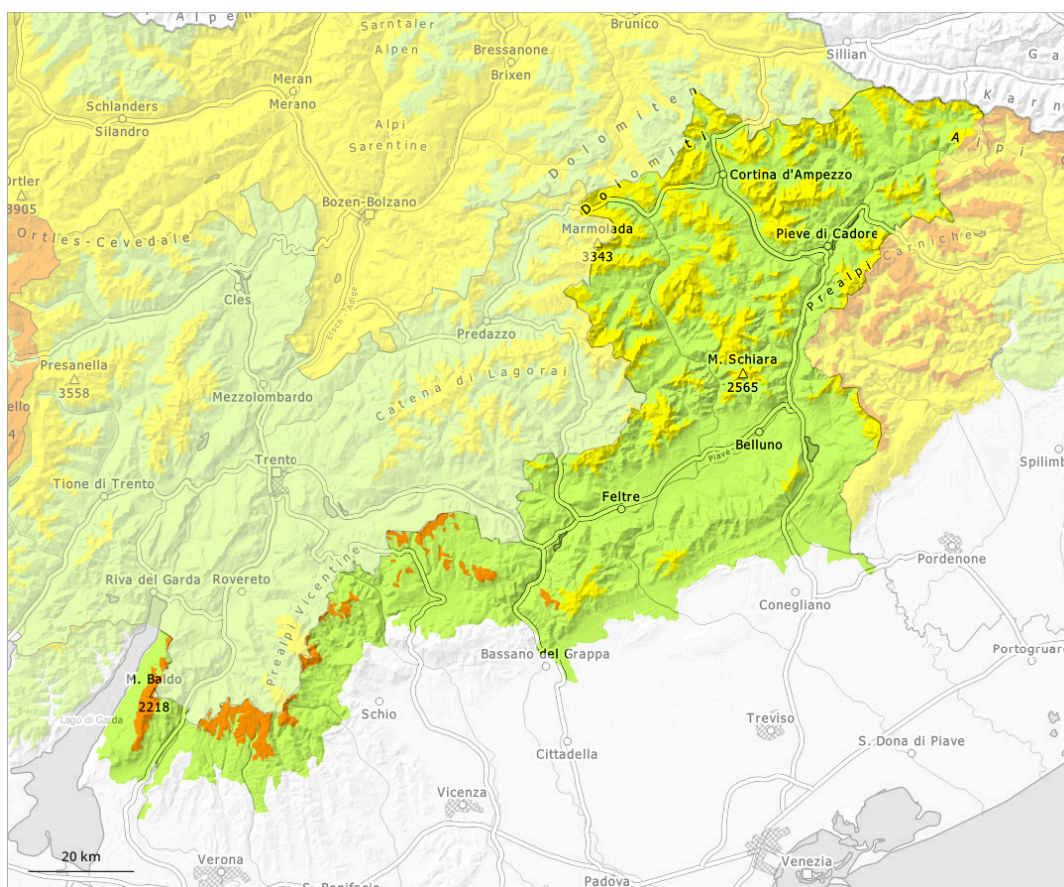 Alpen
Sarntaler
Alpen
Bruneck
Brunico
Sillian
Bressanone
Brixen
Meran
Merano
Schlanders
Silandro
Alpi
Sarentine
Dolomiten
Dolomiti
Karn
A
Alpi
Cortina d'Ampezzo
Ortler
3905
Bozen-Bolzano
Ortles-Cevedale
Marmolada
3343
Pieve di Cadore
Prealpi Carniche
Cles
Etsch - Adige
Predazzo
Presanella
3558
Catena di Lagorai
M. Schiara
2565
Mezzolombardo
Belluno
Piave
Trento
Spilimb
Tione di Trento
Feltre
Pordenone
Riva del Garda
Rovereto
Prealpi Vicentine
Conegliano
Portogruaro
Bassano del Grappa
M. Baldo
2218
Lago di Garda
Schio
Treviso
Cittadella
S. Dona di Piave
Vicenza
20 km
Verona
S. Bonifacio
Padova
Venezia